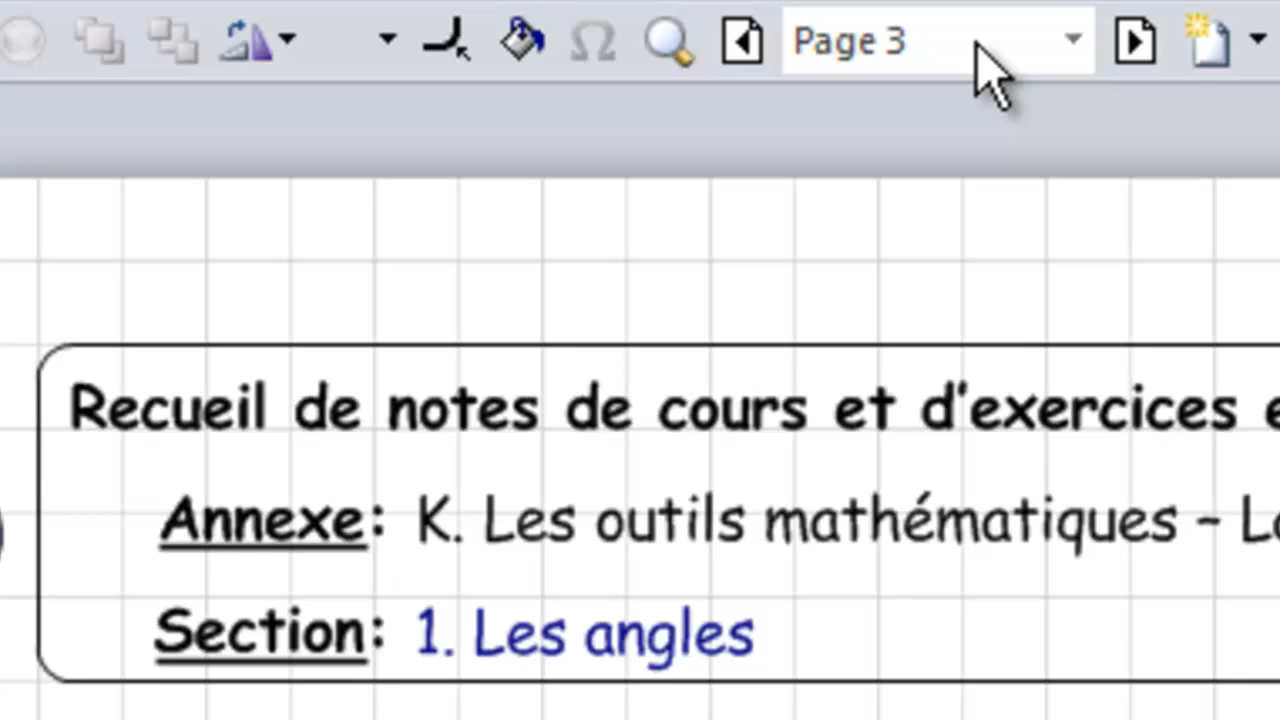 Page 3
Recueil de notes de cours et d'exercices
Annexe: K. Les outils mathématiques -
Section: 1. Les angles